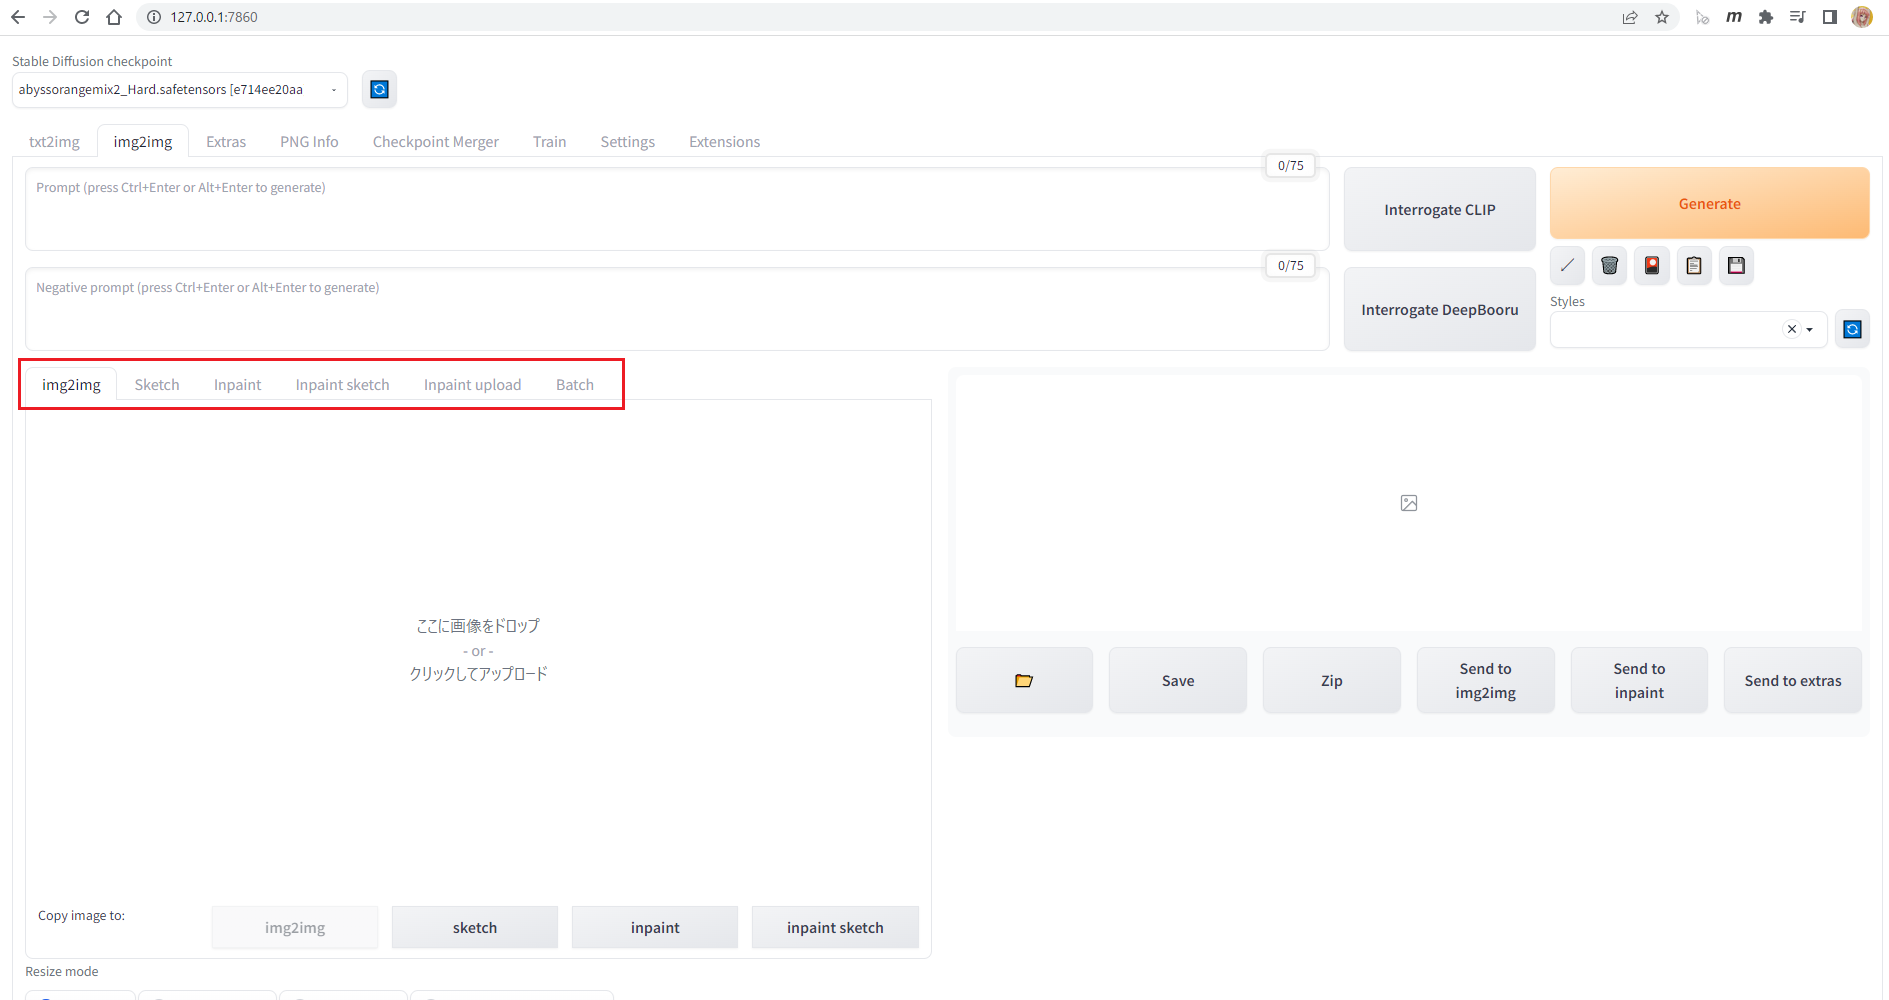 127.0.0.1:7860
m
Stable Diffusion checkpoint
abyssorangemix2_Hard.safetensors [e714ee20aa
txt2img img2img Extras PNG Info Checkpoint Merger Train Settings Extensions
0/75
Prompt (press Ctrl+Enter or Alt+Enter to generate)
Interrogate CLIP
Generate
0/75
Negative prompt (press Ctrl+Enter or Alt+Enter to generate)
Interrogate DeepBooru
Styles
img2img Sketch Inpaint Inpaint sketch Inpaint upload Batch
ここに画像をドロップ
- or -
クリックしてアップロード
Save
Zip
Send to
img2img
Send to
inpaint
Send to extras
Copy image to:
img2img
sketch
inpaint
inpaint sketch
Resize mode